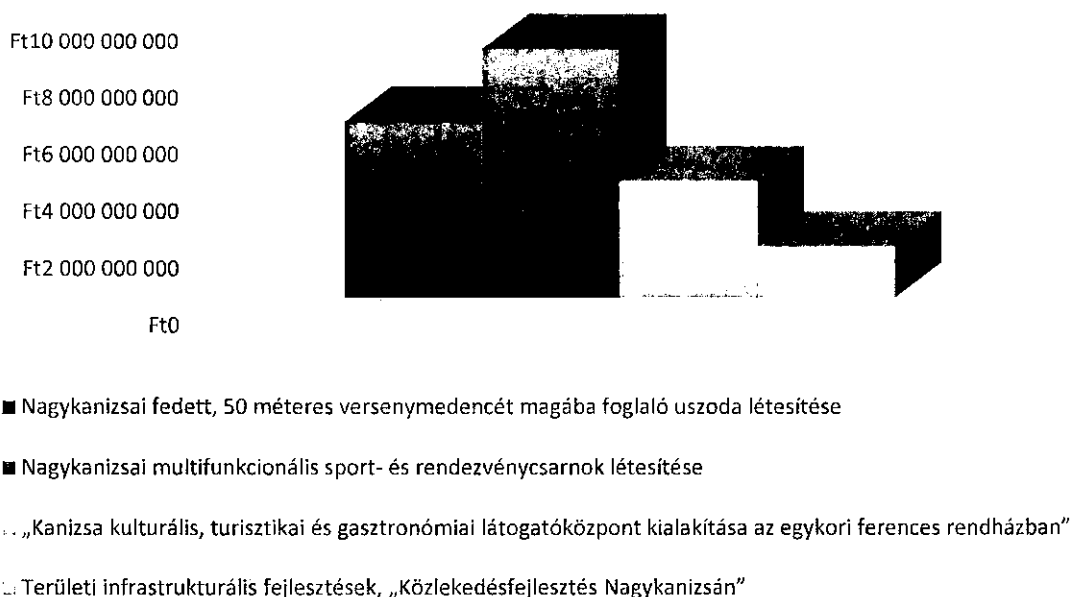 Ft10 000 000 000
Ft8 000 000 000
Ft6 000 000 000
Ft4 000 000 000
Ft2 000 000 000
Ft0
Nagykanizsai fedett, 50 méteres versenymedencét magába foglaló uszoda létesítése
Nagykanizsai multifunkcionális sport- és rendezvénycsarnok létesítése
„Kanizsa kulturális, turisztikai és gasztronómiai látogatóközpont kialakítása az egykori ferences rendházban”
Területi infrastrukturális fejlesztések, „Közlekedésfejlesztés Nagykanizsán”